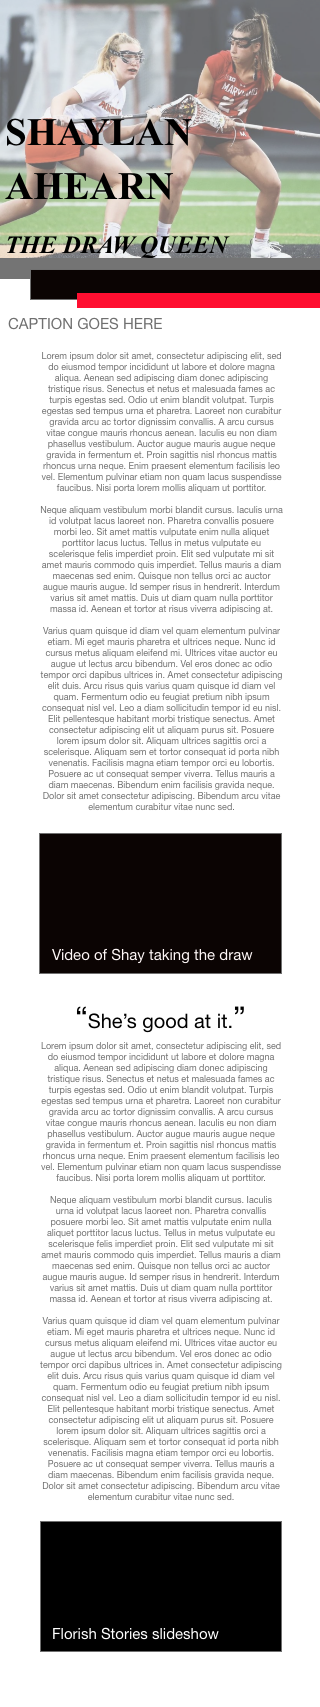 SHAYLAN
AHEARN
THE DRAW QUEEN
CAPTION GOES HERE
Lorem ipsum dolor sit amet, consectetur adipiscing elit, sed
do eiusmod tempor incididunt ut labore et dolore magna
aliqua. Aenean sed adipiscing diam donec adipiscing
tristique risus. Senectus et netus et malesuada fames ac
turpis egestas sed. Odio ut enim blandit volutpat. Turpis
egestas sed tempus urna et pharetra. Laoreet non curabitur
gravida arcu ac tortor dignissim convallis. A arcu cursus
vitae congue mauris rhoncus aenean. Iaculis eu non diam
phasellus vestibulum. Auctor augue mauris augue neque
gravida in fermentum et. Proin sagittis nisl rhoncus mattis
rhoncus urna neque. Enim praesent elementum facilisis leo
vel. Elementum pulvinar etiam non quam lacus suspendisse
faucibus. Nisi porta lorem mollis aliquam ut porttitor.
Neque aliquam vestibulum morbi blandit cursus. Iaculis urna
id volutpat lacus laoreet non. Pharetra convallis posuere
morbi leo. Sit amet mattis vulputate enim nulla aliquet
porttitor lacus luctus. Tellus in metus vulputate eu
scelerisque felis imperdiet proin. Elit sed vulputate mi sit
amet mauris commodo quis imperdiet. Tellus mauris a diam
maecenas sed enim. Quisque non tellus orci ac auctor
augue mauris augue. Id semper risus in hendrerit. Interdum
varius sit amet mattis. Duis ut diam quam nulla porttitor
massa id. Aenean et tortor at risus viverra adipiscing at.
Varius quam quisque id diam vel quam elementum pulvinar
etiam. Mi eget mauris pharetra et ultrices neque. Nunc id
cursus metus aliquam eleifend mi. Ultrices vitae auctor eu
augue ut lectus arcu bibendum. Vel eros donec ac odio
tempor orci dapibus ultrices in. Amet consectetur adipiscing
elit duis. Arcu risus quis varius quam quisque id diam vel
quam. Fermentum odio eu feugiat pretium nibh ipsum
consequat nisl vel. Leo a diam sollicitudin tempor id eu nisl.
Elit pellentesque habitant morbi tristique senectus. Amet
consectetur adipiscing elit ut aliquam purus sit. Posuere
lorem ipsum dolor sit. Aliquam ultrices sagittis orci a
scelerisque. Aliquam sem et tortor consequat id porta nibh
venenatis. Facilisis magna etiam tempor orci eu lobortis.
Posuere ac ut consequat semper viverra. Tellus mauris a
diam maecenas. Bibendum enim facilisis gravida neque.
Dolor sit amet consectetur adipiscing. Bibendum arcu vitae
elementum curabitur vitae nunc sed.
Video of Shay taking the draw
“She’s good at it.”
Lorem ipsum dolor sit amet, consectetur adipiscing elit, sed
do eiusmod tempor incididunt ut labore et dolore magna
aliqua. Aenean sed adipiscing diam donec adipiscing
tristique risus. Senectus et netus et malesuada fames ac
turpis egestas sed. Odio ut enim blandit volutpat. Turpis
egestas sed tempus urna et pharetra. Laoreet non curabitur
gravida arcu ac tortor dignissim convallis. A arcu cursus
vitae congue mauris rhoncus aenean. Iaculis eu non diam
phasellus vestibulum. Auctor augue mauris augue neque
gravida in fermentum et. Proin sagittis nisl rhoncus mattis
rhoncus urna neque. Enim praesent elementum facilisis leo
vel. Elementum pulvinar etiam non quam lacus suspendisse
faucibus. Nisi porta lorem mollis aliquam ut porttitor.
Neque aliquam vestibulum morbi blandit cursus. Iaculis
urna id volutpat lacus laoreet non. Pharetra convallis
posuere morbi leo. Sit amet mattis vulputate enim nulla
aliquet porttitor lacus luctus. Tellus in metus vulputate eu
scelerisque felis imperdiet proin. Elit sed vulputate mi sit
amet mauris commodo quis imperdiet. Tellus mauris a diam
maecenas sed enim. Quisque non tellus orci ac auctor
augue mauris augue. Id semper risus in hendrerit. Interdum
varius sit amet mattis. Duis ut diam quam nulla porttitor
massa id. Aenean et tortor at risus viverra adipiscing at.
Varius quam quisque id diam vel quam elementum pulvinar
etiam. Mi eget mauris pharetra et ultrices neque. Nunc id
cursus metus aliquam eleifend mi. Ultrices vitae auctor eu
augue ut lectus arcu bibendum. Vel eros donec ac odio
tempor orci dapibus ultrices in. Amet consectetur adipiscing
elit duis. Arcu risus quis varius quam quisque id diam vel
quam. Fermentum odio eu feugiat pretium nibh ipsum
consequat nisl vel. Leo a diam sollicitudin tempor id eu nisl.
Elit pellentesque habitant morbi tristique senectus. Amet
consectetur adipiscing elit ut aliquam purus sit. Posuere
lorem ipsum dolor sit. Aliquam ultrices sagittis orci a
scelerisque. Aliquam sem et tortor consequat id porta nibh
venenatis. Facilisis magna etiam tempor orci eu lobortis.
Posuere ac ut consequat semper viverra. Tellus mauris a
diam maecenas. Bibendum enim facilisis gravida neque.
Dolor sit amet consectetur adipiscing. Bibendum arcu vitae
elementum curabitur vitae nunc sed.
Florish Stories slideshow